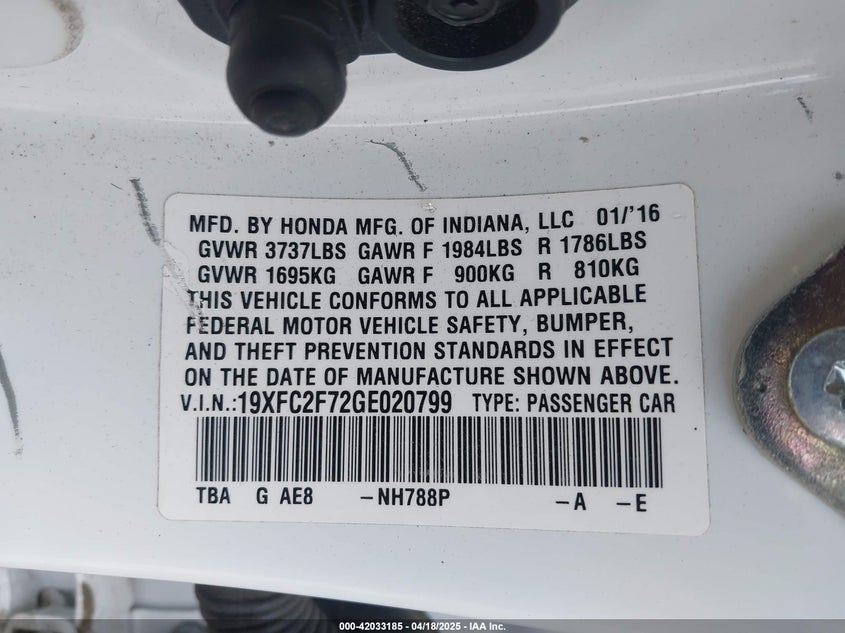 MFD. BY HONDA MFG. OF INDIANA, LLC 01/'16
GVWR 3737LBS GAWR F 1984LBS R 1786LBS
GVWR 1695KG GAWR F 900KG R 810KG
THIS VEHICLE CONFORMS TO ALL APPLICABLE
FEDERAL MOTOR VEHICLE SAFETY, BUMPER,
AND THEFT PREVENTION STANDARDS IN EFFECT
ON THE DATE OF MANUFACTURE SHOWN ABOVE.
V.I.N.:19XFC2F72GE020799 TYPE: PASSENGER CAR
TBA G AE8 -NH788P -A -E
000-42033185 - 04/18/2025 - IAA Inc.